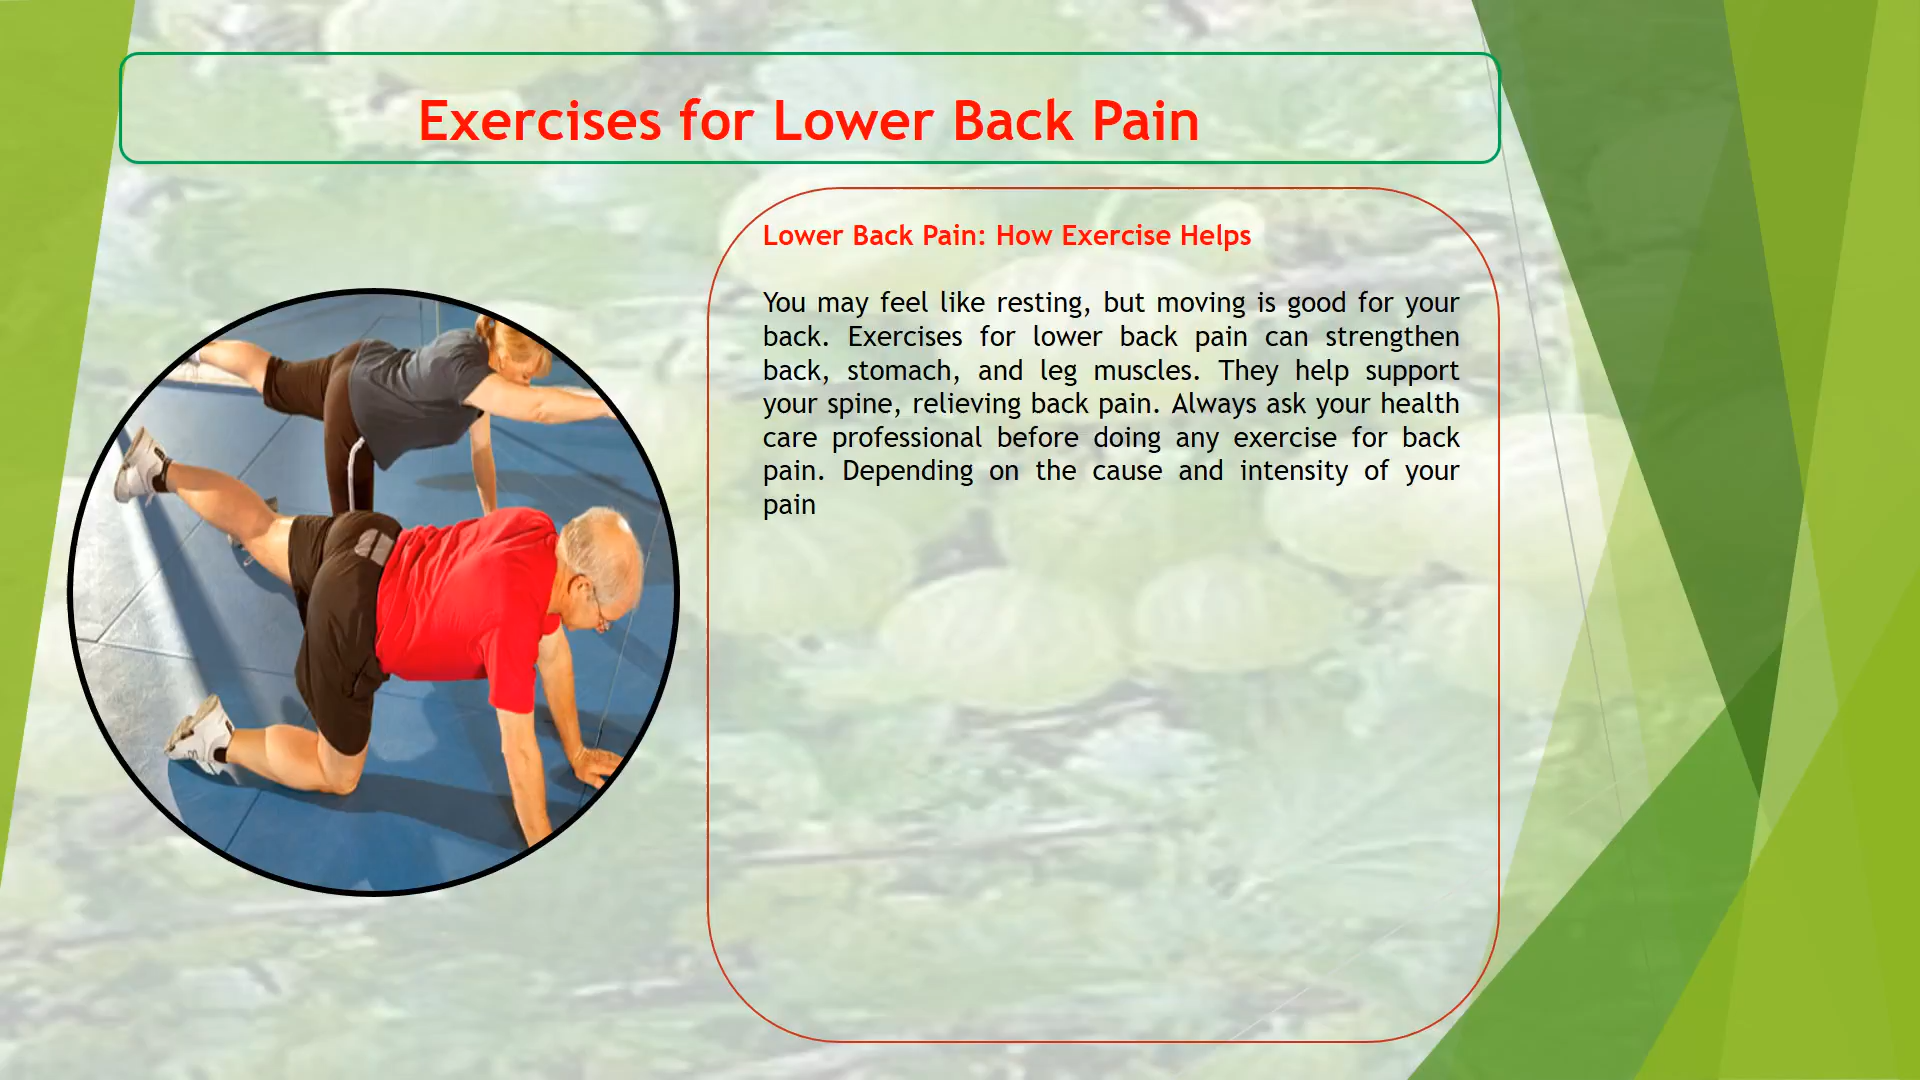 Exercises for Lower Back Pain
Lower Back Pain: How Exercise Helps
You may feel like resting, but moving is good for your
back. Exercises for lower back pain can strengthen
back, stomach, and leg muscles. They help support
your spine, relieving back pain. Always ask your health
care professional before doing any exercise for back
pain. Depending on the cause and intensity of your
pain